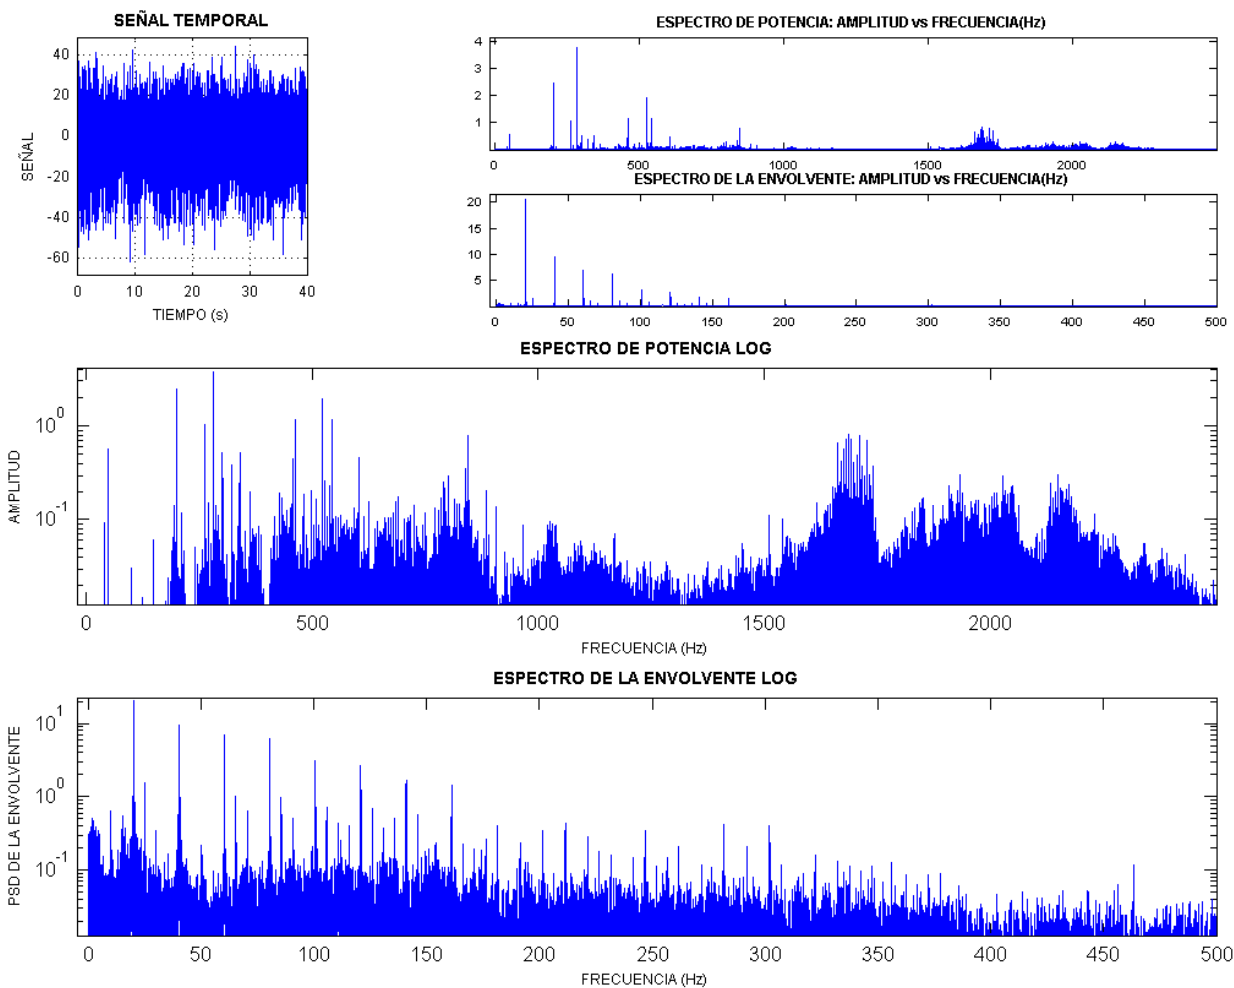 SEÑAL TEMPORAL
SEÑAL
40
20
0
-20
-40
-60
0 10 20 30 40
TIEMPO (s)
ESPECTRO DE POTENCIA: AMPLITUD vs FRECUENCIA(Hz)
4
3
2
1
0 500 1000 1500 2000
ESPECTRO DE LA ENVOLVENTE: AMPLITUD vs FRECUENCIA(Hz)
20
15
10
5
0 50 100 150 200 250 300 350 400 450 500
ESPECTRO DE POTENCIA LOG
AMPLITUD
10^0
10^-1
0 500 1000 1500 2000
FRECUENCIA (Hz)
ESPECTRO DE LA ENVOLVENTE LOG
PSD DE LA ENVOLVENTE
10^1
10^0
10^-1
0 50 100 150 200 250 300 350 400 450 500
FRECUENCIA (Hz)